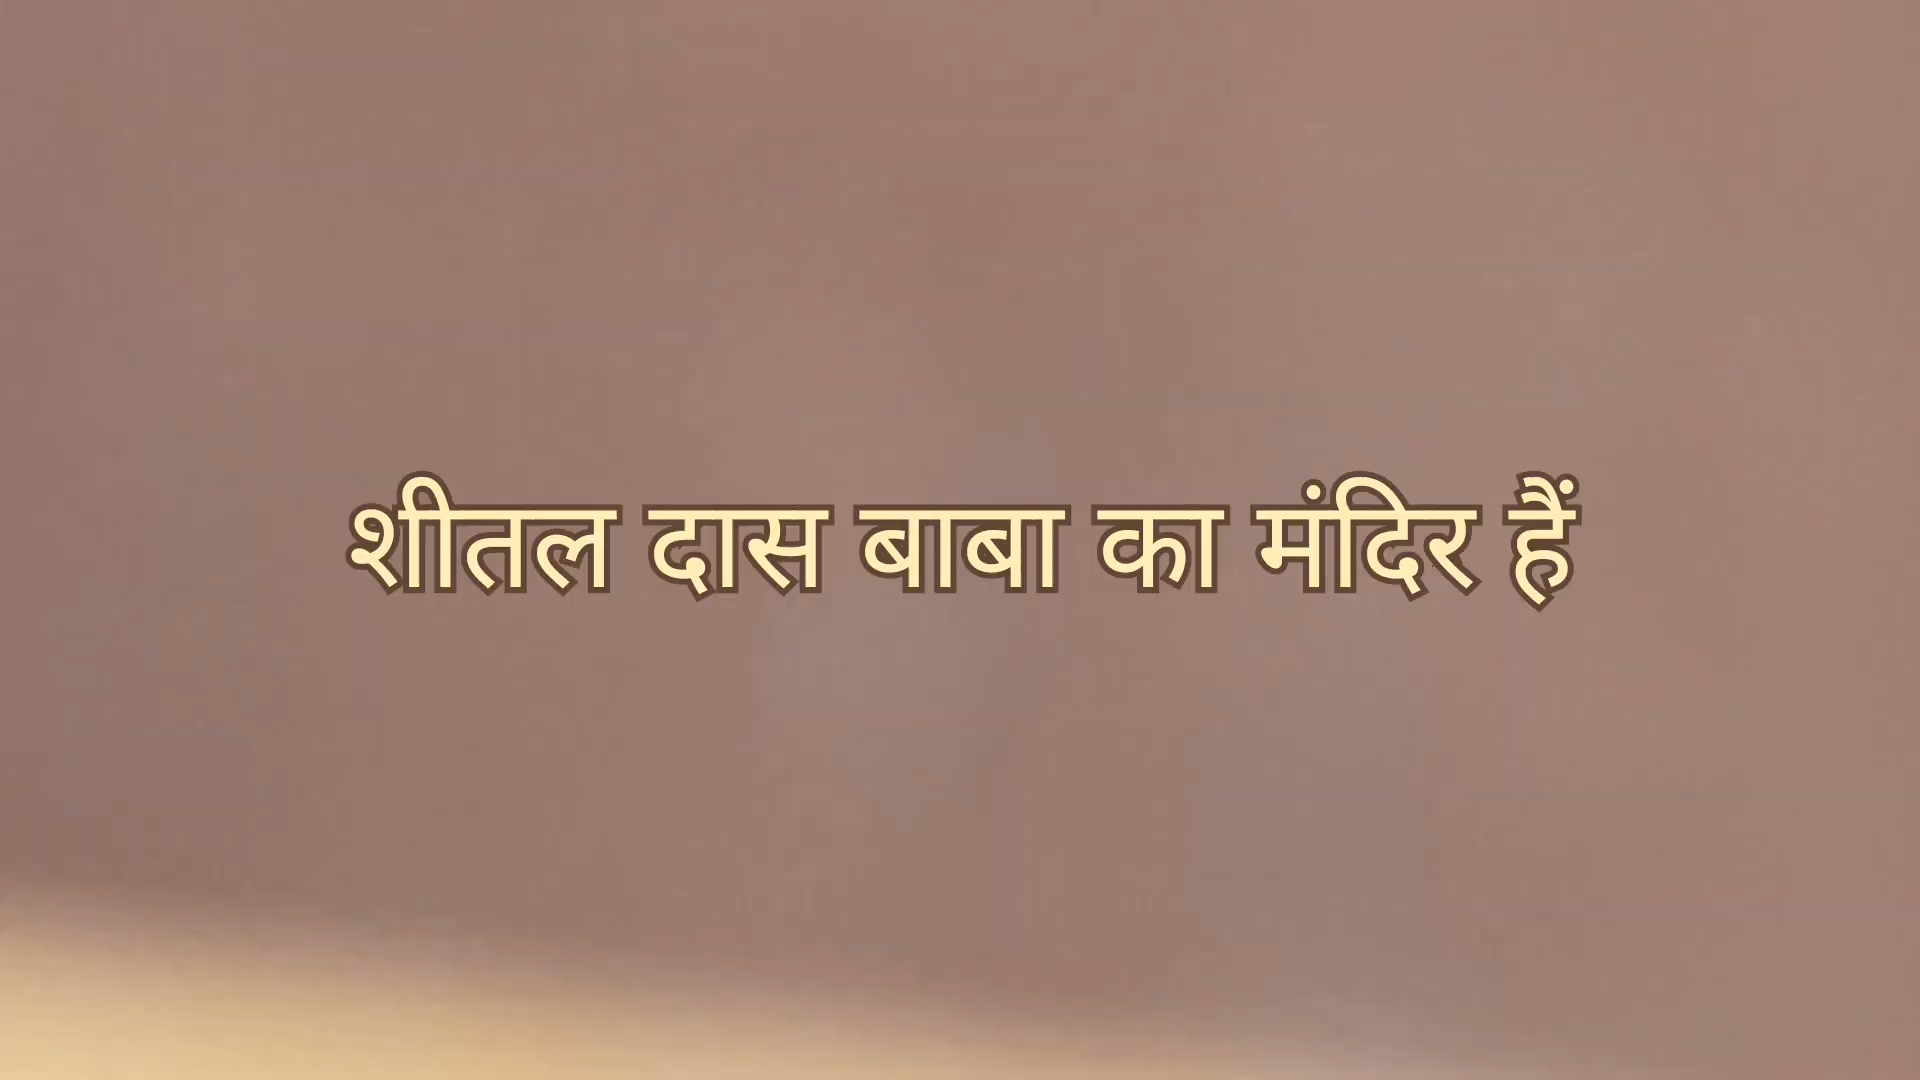 शीतल दास बाबा का मंदिर हैं